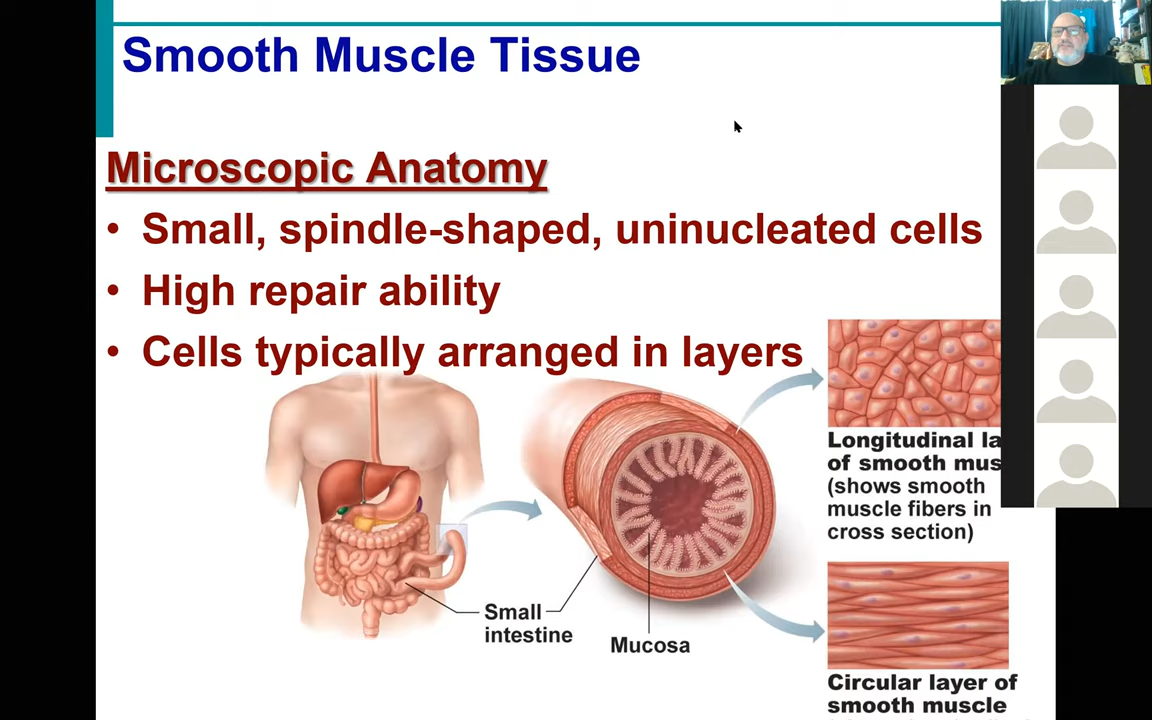 Smooth Muscle Tissue
Microscopic Anatomy
• Small, spindle-shaped, uninucleated cells
• High repair ability
• Cells typically arranged in layers
Longitudinal la
of smooth mus
(shows smooth
muscle fibers in
cross section)
Small
intestine
Mucosa
Circular layer of
smooth muscle